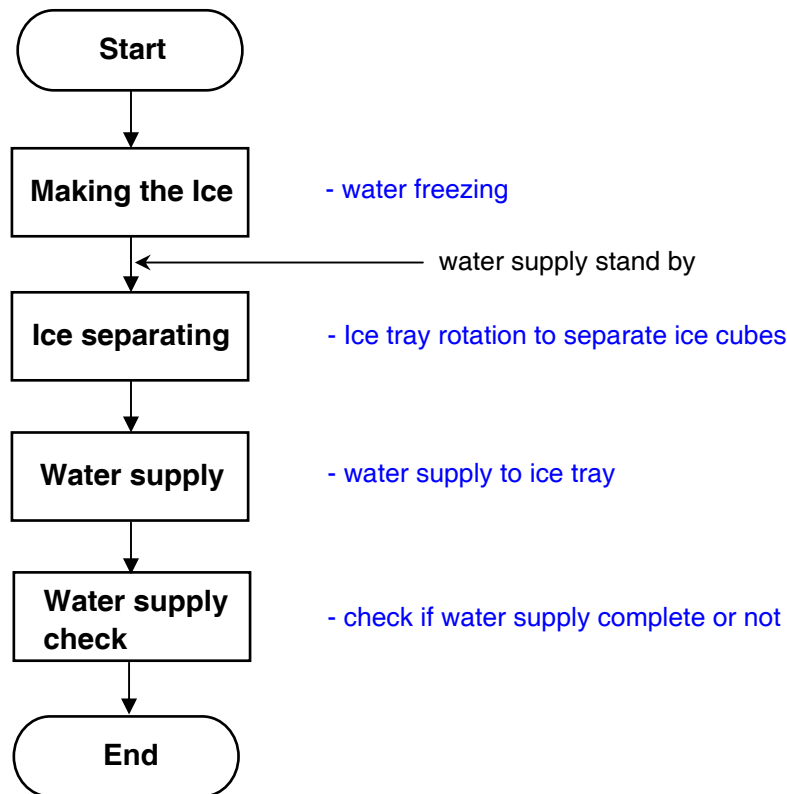 Start
Making the Ice
- water freezing
water supply stand by
Ice separating
- Ice tray rotation to separate ice cubes
Water supply
- water supply to ice tray
Water supply
check
- check if water supply complete or not
End